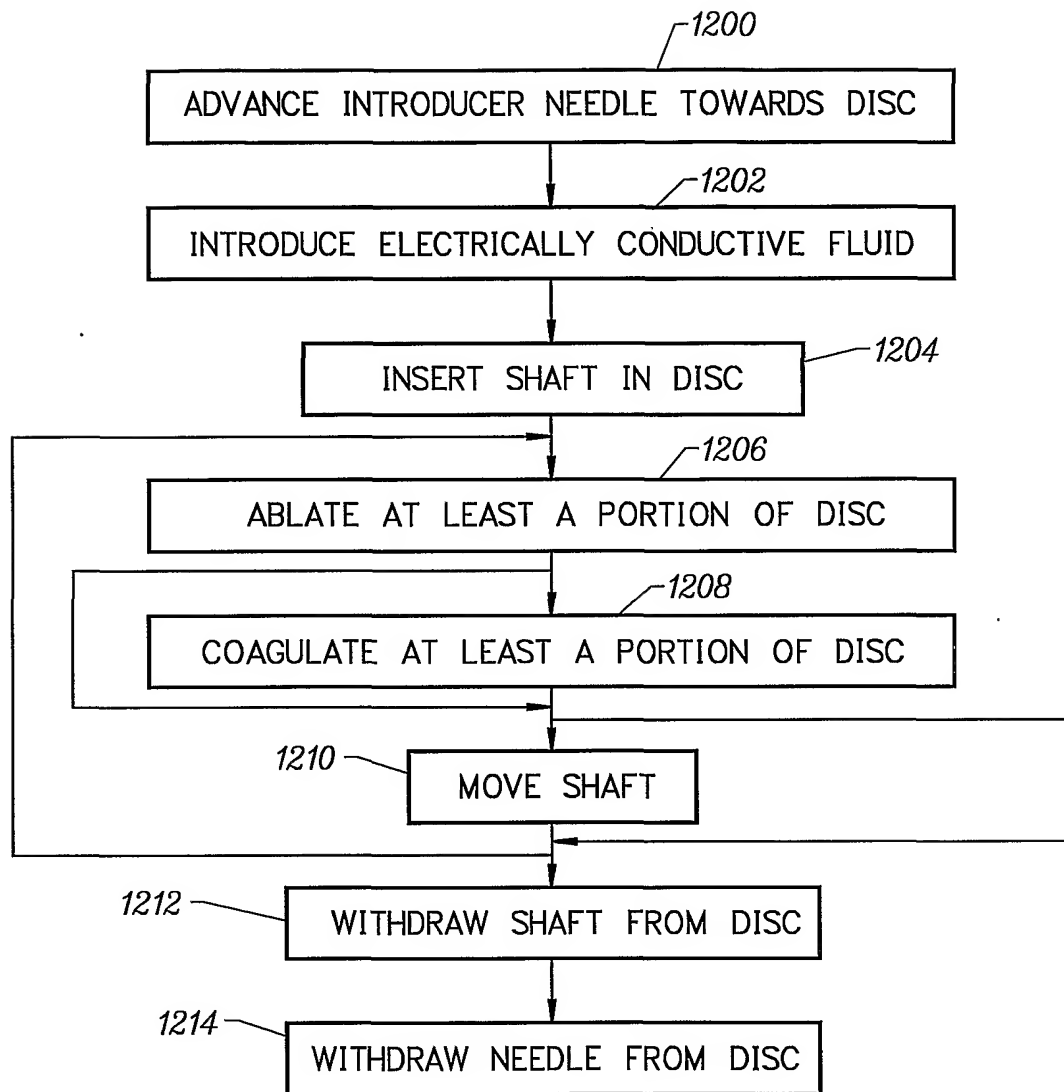 1200
ADVANCE INTRODUCER NEEDLE TOWARDS DISC
1202
INTRODUCE ELECTRICALLY CONDUCTIVE FLUID
1204
INSERT SHAFT IN DISC
1206
ABLATE AT LEAST A PORTION OF DISC
1208
COAGULATE AT LEAST A PORTION OF DISC
1210
MOVE SHAFT
1212
WITHDRAW SHAFT FROM DISC
1214
WITHDRAW NEEDLE FROM DISC